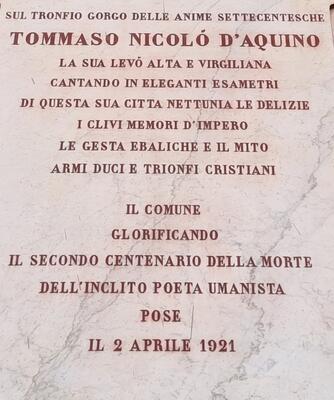 SUL TRONFIO GORGO DELLE ANIME SETTECENTESCHE
TOMMASO NICOLÓ D'AQUINO
LA SUA LEVÓ ALTA E VIRGILIANA
CANTANDO IN ELEGANTI ESAMETRI
DI QUESTA SUA CITTA NETTUNIA LE DELIZIE
I CLIVI MEMORI D'IMPERO
LE GESTA EBALICHE E IL MITO
ARMI DUCI E TRIONFI CRISTIANI
IL COMUNE
GLORIFICANDO
IL SECONDO CENTENARIO DELLA MORTE
DELL'INCLITO POETA UMANISTA
POSE
IL 2 APRILE 1921